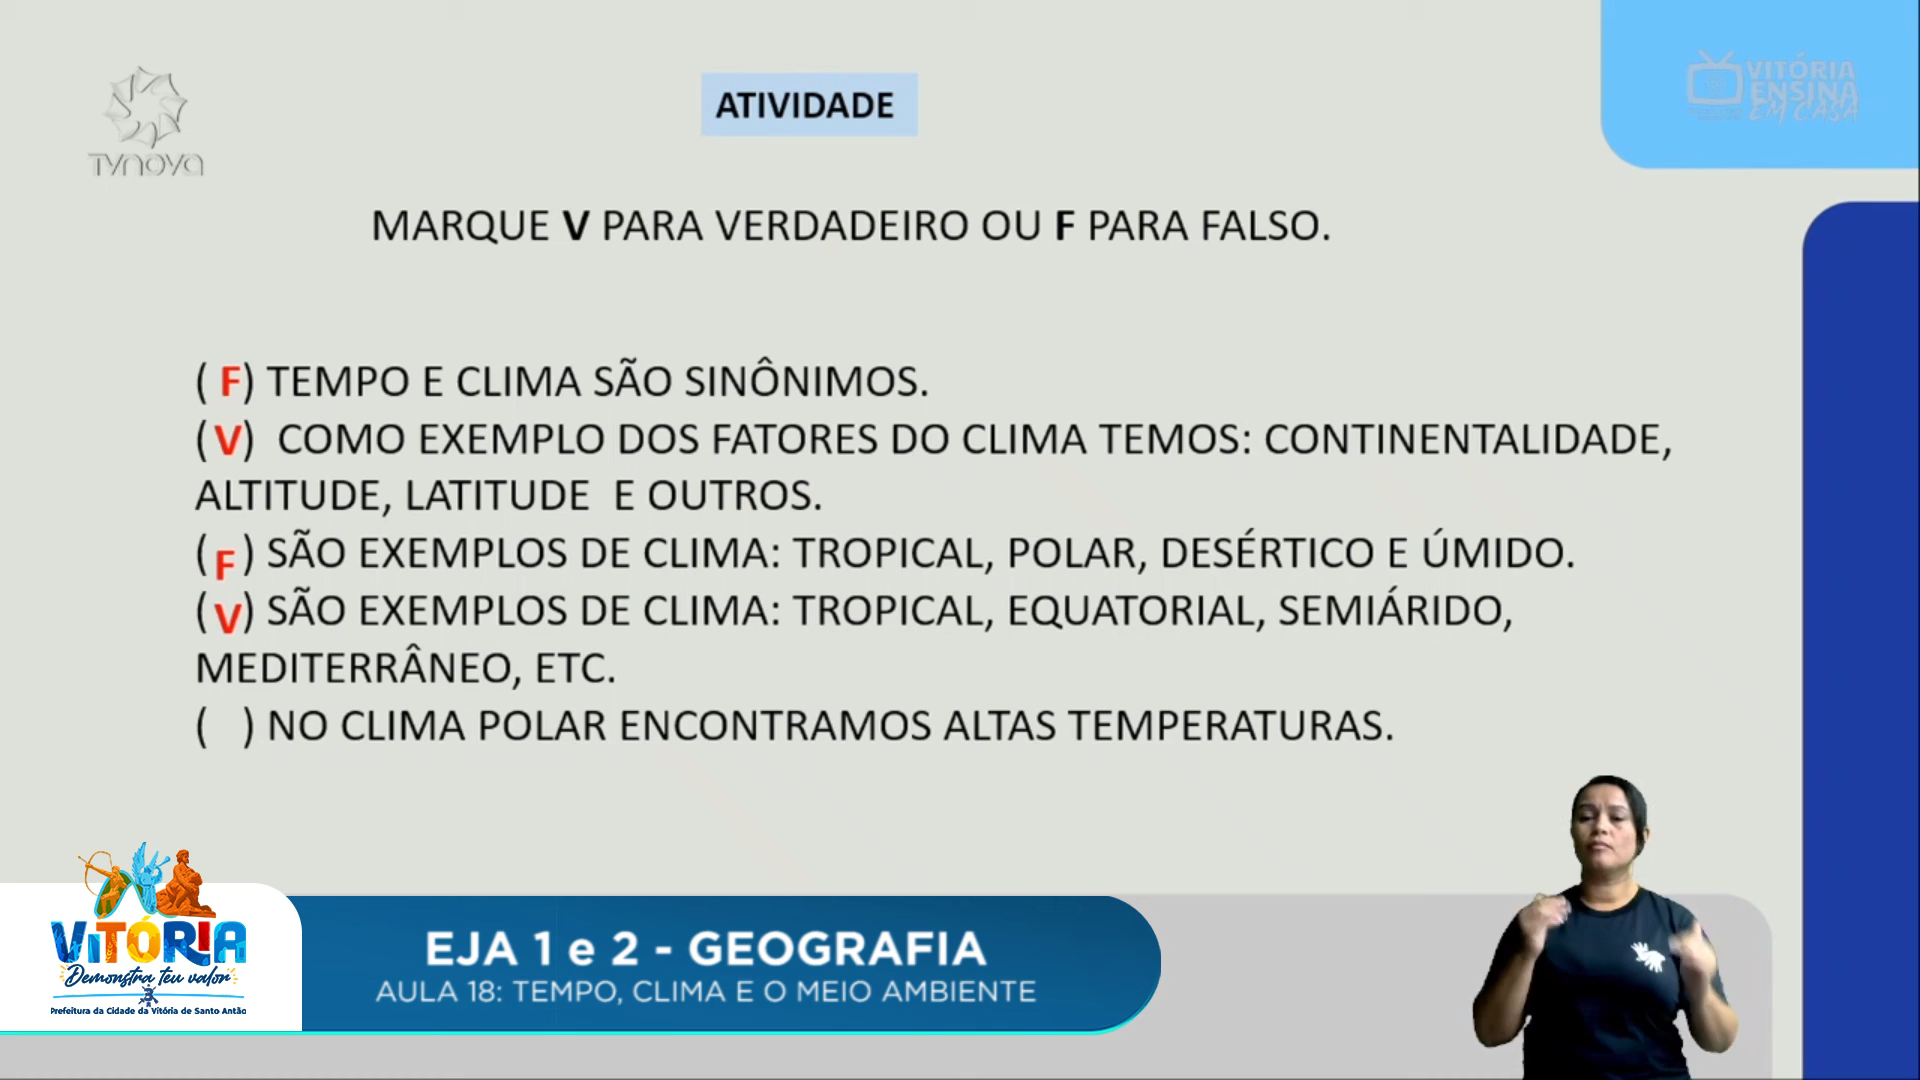 TVNOVA
VITÓRIA
ENSINA
EM CASA
ATIVIDADE
MARQUE V PARA VERDADEIRO OU F PARA FALSO.
( F) TEMPO E CLIMA SÃO SINÔNIMOS.
( V) COMO EXEMPLO DOS FATORES DO CLIMA TEMOS: CONTINENTALIDADE,
ALTITUDE, LATITUDE E OUTROS.
( F ) SÃO EXEMPLOS DE CLIMA: TROPICAL, POLAR, DESÉRTICO E ÚMIDO.
( V) SÃO EXEMPLOS DE CLIMA: TROPICAL, EQUATORIAL, SEMIÁRIDO,
MEDITERRÂNEO, ETC.
( ) NO CLIMA POLAR ENCONTRAMOS ALTAS TEMPERATURAS.
VITÓRIA
Demonstra teu valor
Prefeitura da Cidade da Vitória de Santo Antão
EJA 1 e 2 - GEOGRAFIA
AULA 18: TEMPO, CLIMA E O MEIO AMBIENTE